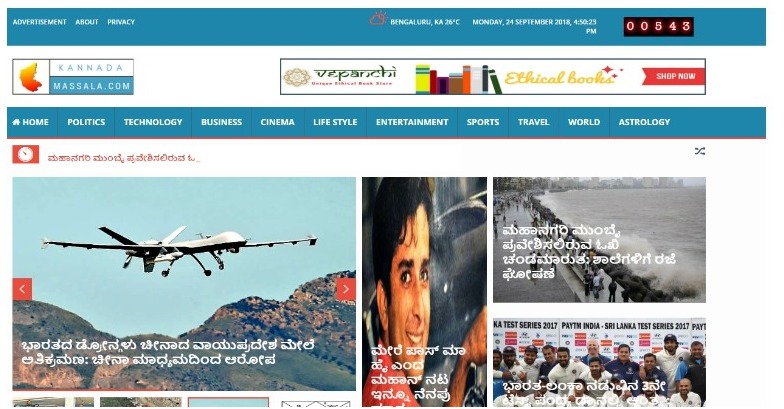 ADVERTISEMENT ABOUT PRIVACY
BENGALURU, KA 26°C MONDAY, 24 SEPTEMBER 2018, 4:50:23
PM
0 0 5 4 3
KANNADA
MASSALA.COM
vepanchi
Unique Ethical Book Store
Ethical books
SHOP NOW
HOME POLITICS TECHNOLOGY BUSINESS CINEMA LIFE STYLE ENTERTAINMENT SPORTS TRAVEL WORLD ASTROLOGY
ಮಹಾನಗರಿ ಮುಂಬೈ ಪ್ರವೇಶಿಸಲಿರುವ ಓ_
ಭಾರತದ ಡ್ರೋನ್ಗಳು ಚೀನಾದ ವಾಯುಪ್ರದೇಶ ಮೇಲೆ
ಅತಿಕ್ರಮಣ: ಚೀನಾ ಮಾಧ್ಯಮದಿಂದ ಆರೋಪ
ಮೇರೆ ಪಾಸ್ ಮಾ
ಹೈ ಎಂದ
ಮಹಾನ್ ನಟ
ಇನ್ನೂ ನೆನಪು
ಮಹಾನಗರಿ ಮುಂಬೈ
ಪ್ರವೇಶಿಸಲಿರುವ ಓಖಿ
ಚಂಡಮಾರುತ: ಶಾಲೆಗಳಿಗೆ ರಜೆ
ಘೋಷಣೆ
KA TEST SERIES 2017 PAYTM INDIA - SRI LANKA TEST SERIES 2017 PAYT
ಭಾರತ-ಲಂಕಾ ನಡುವಿನ 3ನೇ